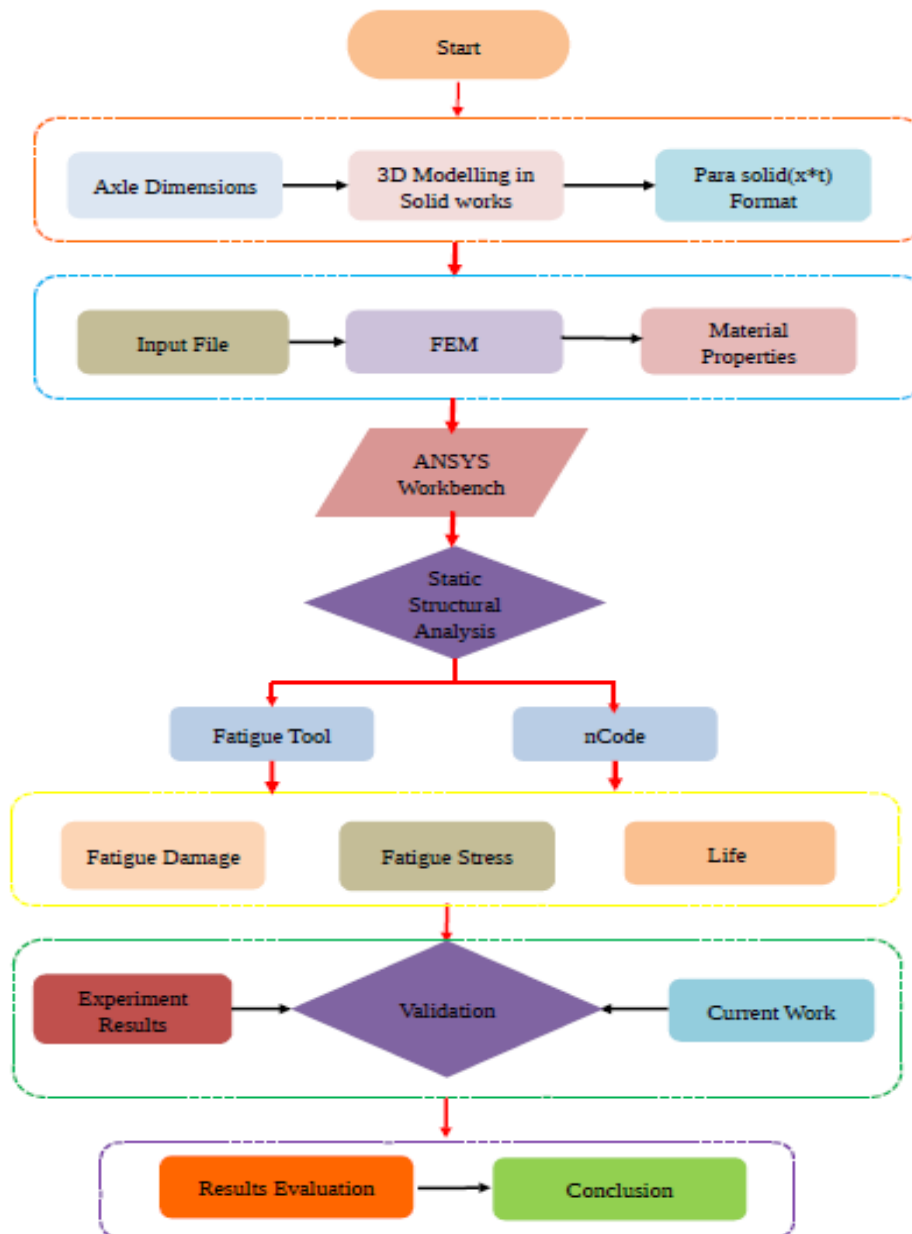 Start
Axle Dimensions
3D Modelling in
Solid works
Para solid(x*t)
Format
Input File
FEM
Material
Properties
ANSYS
Workbench
Static
Structural
Analysis
Fatigue Tool
nCode
Fatigue Damage
Fatigue Stress
Life
Experiment
Results
Validation
Current Work
Results Evaluation
Conclusion